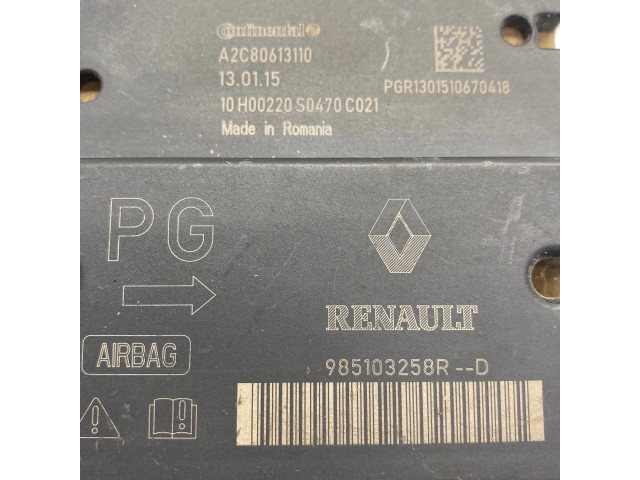 Continental
A2C80613110
13.01.15
10 H00220 S0470 C021
Made in Romania
PGR1301510670418
PG
RENAULT
AIRBAG
985103258R--D